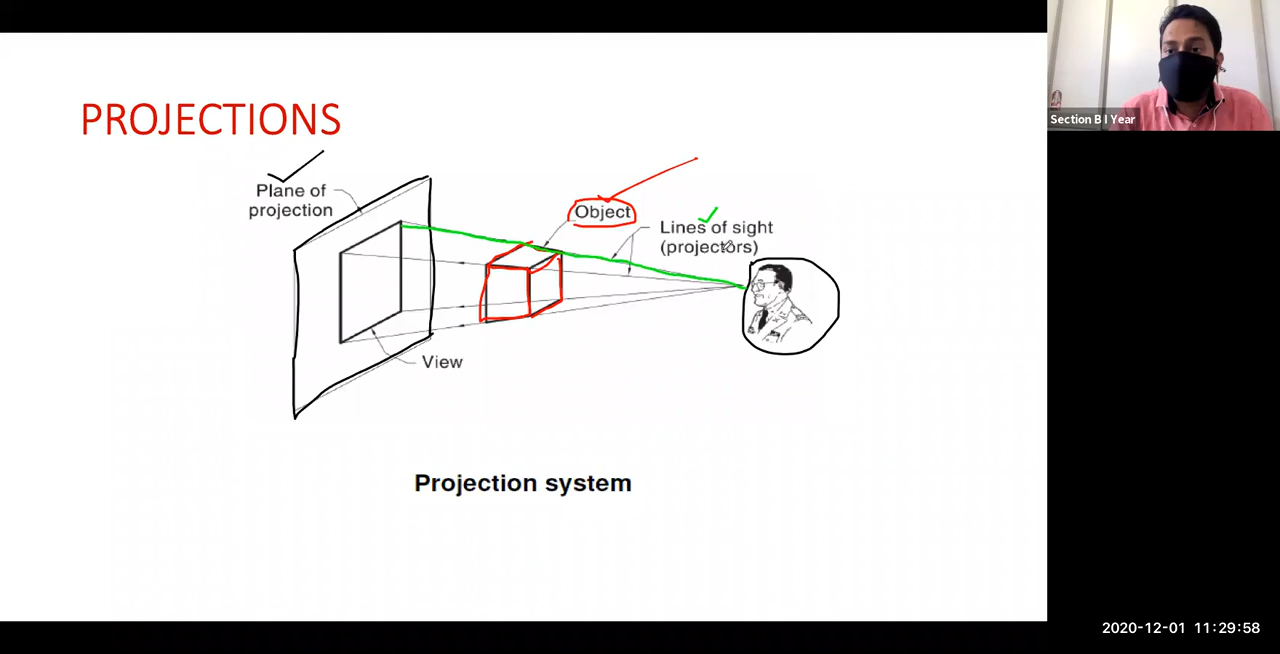 PROJECTIONS
Section B I Year
Plane of
projection
Object
Lines of sight
(projectors)
View
Projection system
2020-12-01 11:29:58